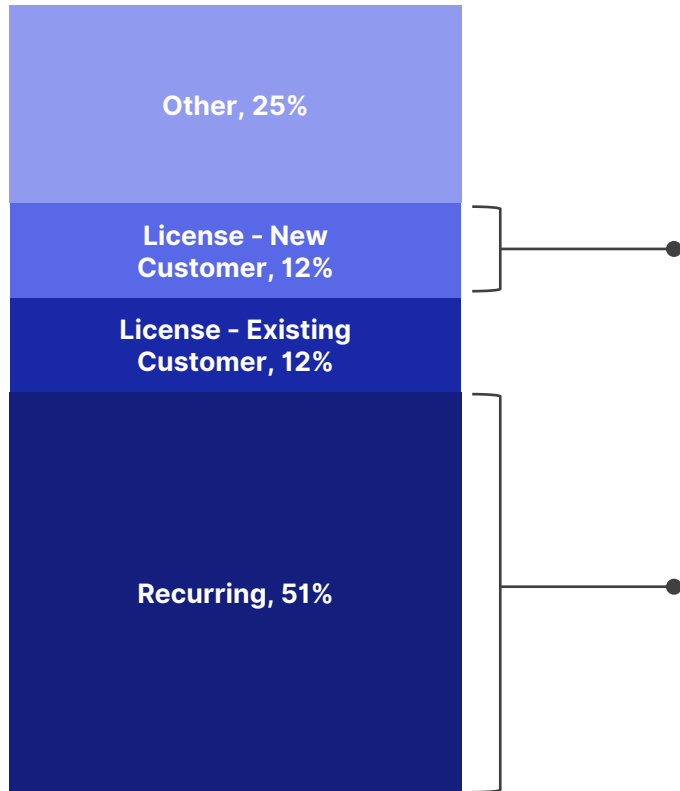 Other, 25%
License - New
Customer, 12%
License - Existing
Customer, 12%
Recurring, 51%